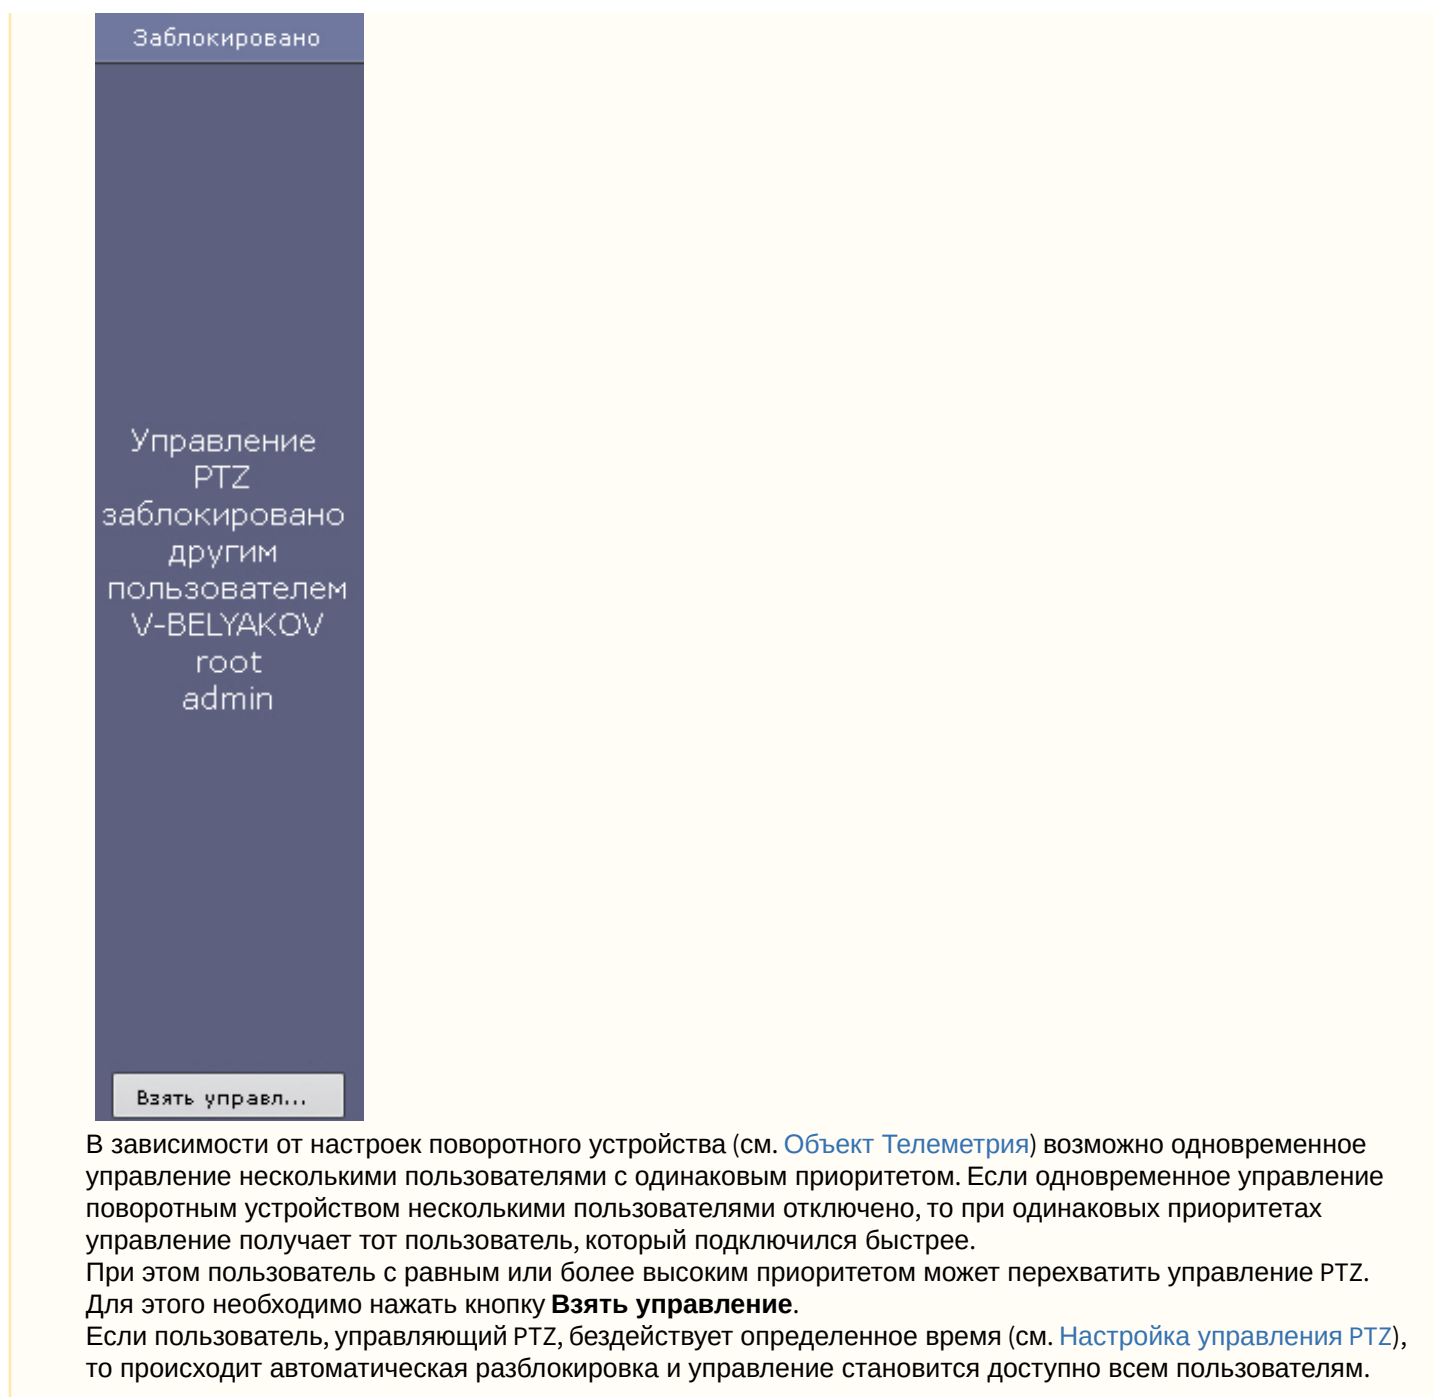 Заблокировано
Управление
PTZ
заблокировано
другим
пользователем
V-BELYAKOV
root
admin
Взять управл...
В зависимости от настроек поворотного устройства (см. Объект Телеметрия) возможно одновременное
управление несколькими пользователями с одинаковым приоритетом. Если одновременное управление
поворотным устройством несколькими пользователями отключено, то при одинаковых приоритетах
управление получает тот пользователь, который подключился быстрее.
При этом пользователь с равным или более высоким приоритетом может перехватить управление PTZ.
Для этого необходимо нажать кнопку Взять управление.
Если пользователь, управляющий PTZ, бездействует определенное время (см. Настройка управления PTZ),
то происходит автоматическая разблокировка и управление становится доступно всем пользователям.